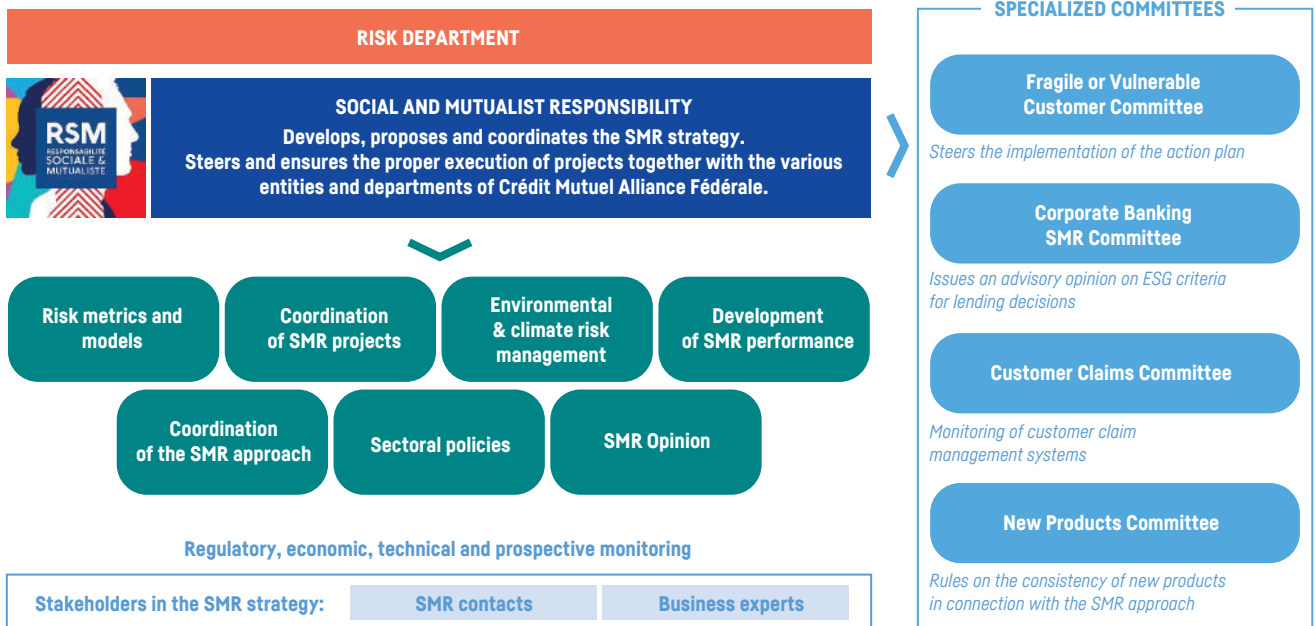 RISK DEPARTMENT
RSM
RESPONSABILITÉ
SOCIALE &
MUTUALISTE
SOCIAL AND MUTUALIST RESPONSIBILITY
Develops, proposes and coordinates the SMR strategy.
Steers and ensures the proper execution of projects together with the various
entities and departments of Crédit Mutuel Alliance Fédérale.
Risk metrics and
models
Coordination
of SMR projects
Environmental
& climate risk
management
Development
of SMR performance
Coordination
of the SMR approach
Sectoral policies
SMR Opinion
Regulatory, economic, technical and prospective monitoring
Stakeholders in the SMR strategy:
SMR contacts
Business experts
SPECIALIZED COMMITTEES
Fragile or Vulnerable
Customer Committee
Steers the implementation of the action plan
Corporate Banking
SMR Committee
Issues an advisory opinion on ESG criteria
for lending decisions
Customer Claims Committee
Monitoring of customer claim
management systems
New Products Committee
Rules on the consistency of new products
in connection with the SMR approach